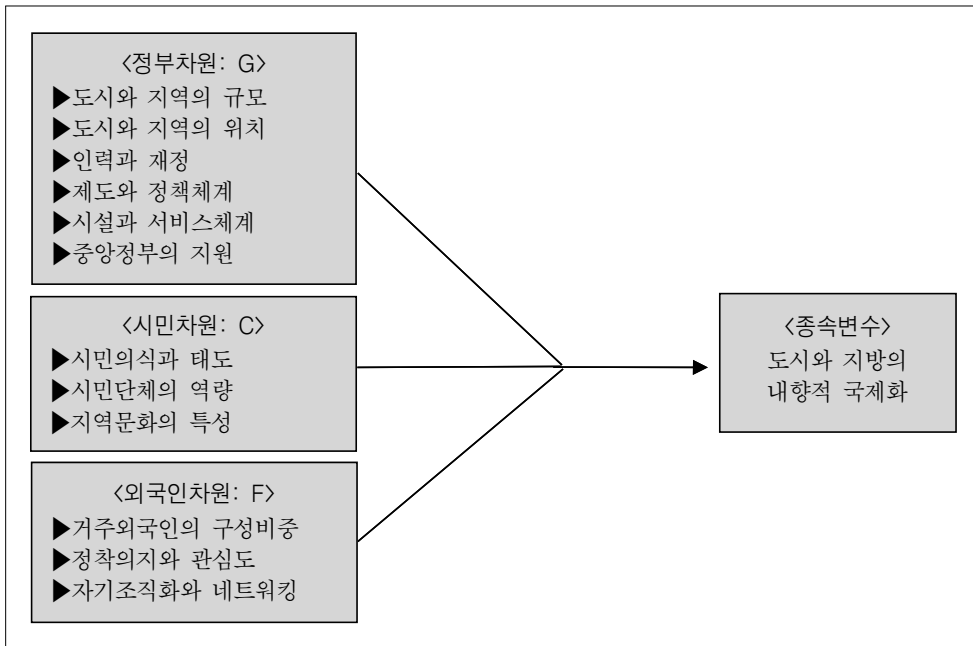 〈정부차원: G〉
▶도시와 지역의 규모
▶도시와 지역의 위치
▶인력과 재정
▶제도와 정책체계
▶시설과 서비스체계
▶중앙정부의 지원
〈시민차원: C〉
▶시민의식과 태도
▶시민단체의 역량
▶지역문화의 특성
〈외국인차원: F〉
▶거주외국인의 구성비중
▶정착의지와 관심도
▶자기조직화와 네트워킹
〈종속변수〉
도시와 지방의
내향적 국제화